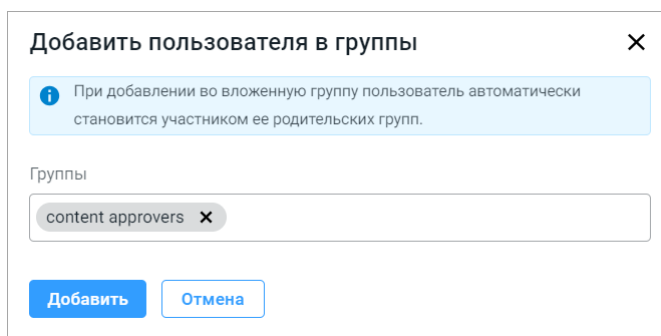 Добавить пользователя в группы
При добавлении во вложенную группу пользователь автоматически
становится участником ее родительских групп.
Группы
content approvers
Добавить
Отмена